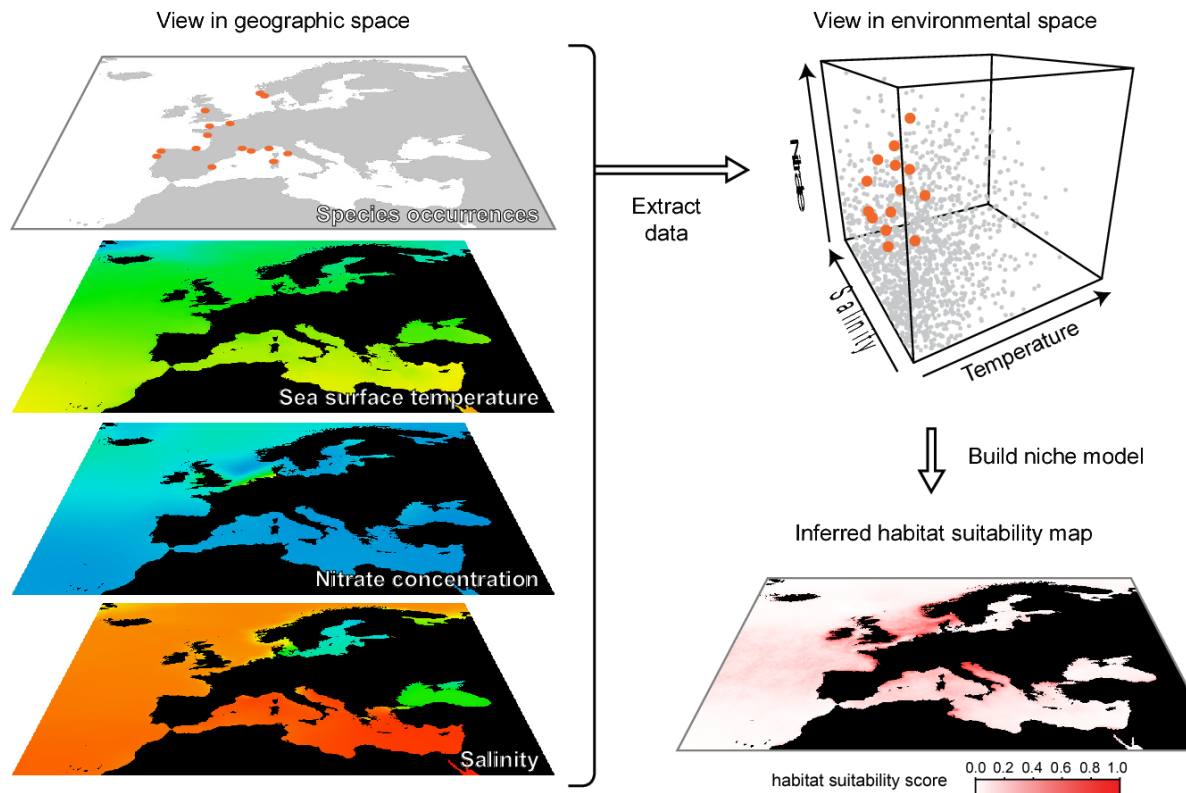 View in geographic space
Species occurrences
Sea surface temperature
Nitrate concentration
Salinity
Extract
data
View in environmental space
Salinity
Temperature
Build niche model
Inferred habitat suitability map
habitat suitability score
0.0 0.2 0.4 0.6 0.8 1.0